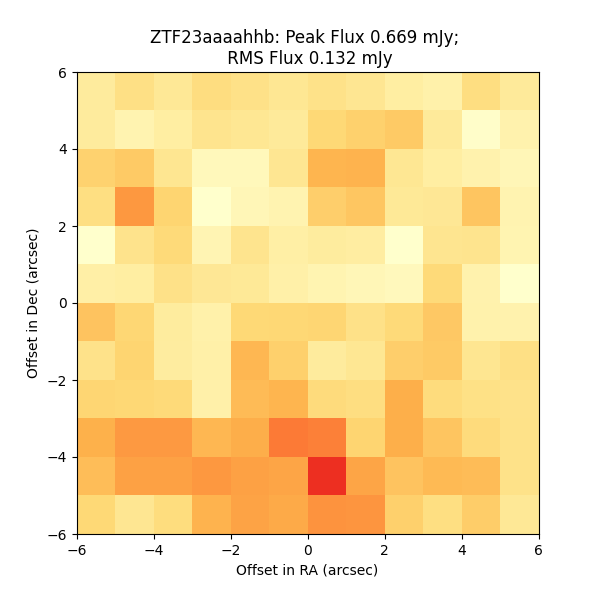 ZTF23aaaahhb: Peak Flux 0.669 mJy;
RMS Flux 0.132 mJy
6
4
2
0
−2
−4
−6
Offset in Dec (arcsec)
−6 −4 −2 0 2 4 6
Offset in RA (arcsec)